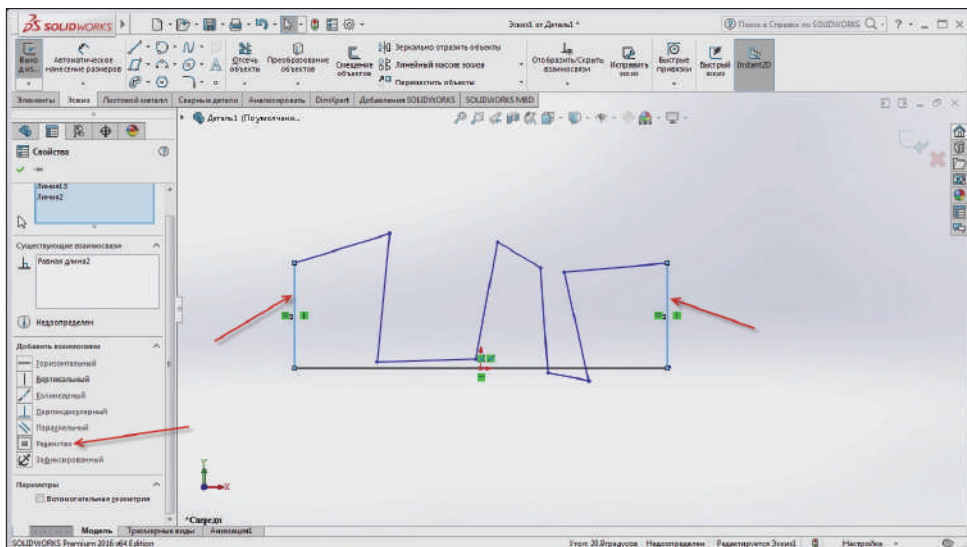 SOLIDWORKS
Эскиз1 от Деталь1 *
Поиск в Справке по SOLIDWORKS
Автоматическое нанесение размеров
Отсечь объекты
Преобразование объектов
Смещение объектов
Зеркально отразить объекты
Линейный массив эскиза
Переместить объекты
Отобразить/Скрыть взаимосвязи
Исправить эскиз
Быстрые привязки
Быстрый эскиз
Instant2D
Элементы Эскиз Листовой металл Сварные детали Анализировать DimXpert Добавления SOLIDWORKS SOLIDWORKS MBD
Деталь1 (По умолчани...
Свойства
Линия13
Линия2
Существующие взаимосвязи
Равная длина2
Недоопределен
Добавить взаимосвязи
Горизонтальный
Вертикальный
Коллинеарный
Перпендикулярный
Параллельный
Равенство
Зафиксированный
Параметры
Вспомогательная геометрия
Y
X
*Спереди
Модель Трехмерные виды Анимация1
SOLIDWORKS Premium 2016 x64 Edition
Недоопределен Редактируется Эскиз1 Настройка